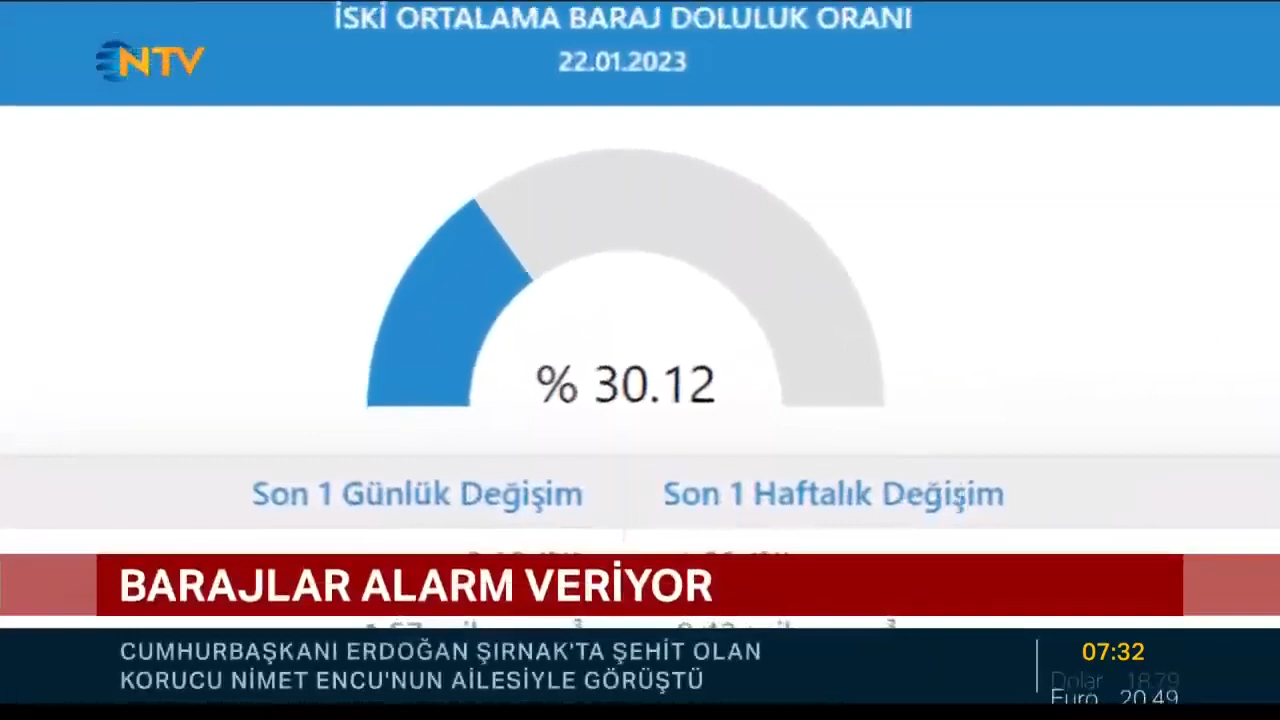 İSKİ ORTALAMA BARAJ DOLULUK ORANI
22.01.2023
NTV
% 30.12
Son 1 Günlük Değişim
Son 1 Haftalık Değişim
BARAJLAR ALARM VERİYOR
CUMHURBAŞKANI ERDOĞAN ŞIRNAK'TA ŞEHİT OLAN
KORUCU NİMET ENCU'NUN AİLESİYLE GÖRÜŞTÜ
07:32
Dolar 18.79
Euro 20.49